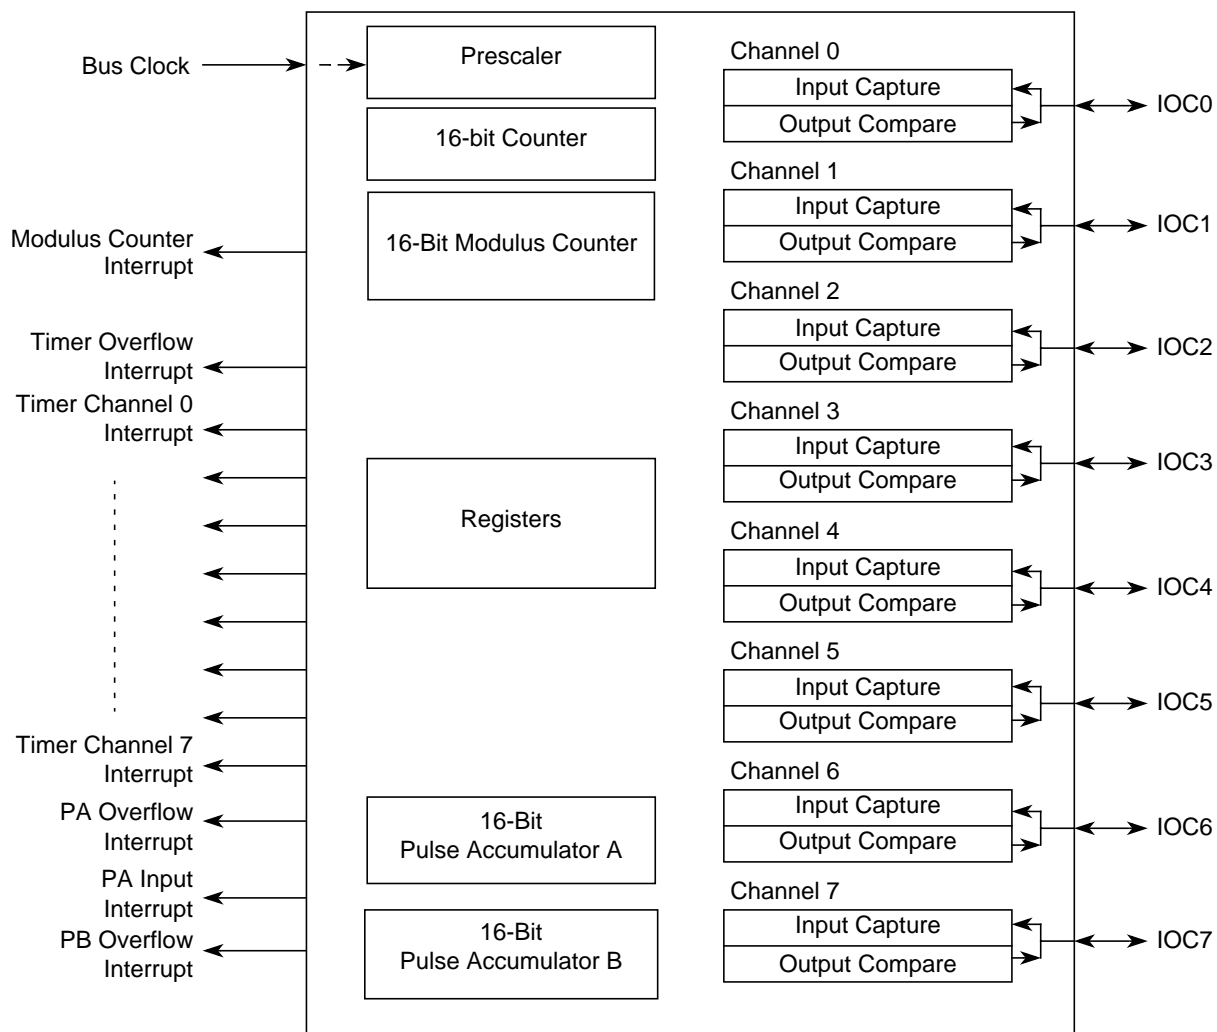 Bus Clock
Modulus Counter
Interrupt
Timer Overflow
Interrupt
Timer Channel 0
Interrupt
Timer Channel 7
Interrupt
PA Overflow
Interrupt
PA Input
Interrupt
PB Overflow
Interrupt
Prescaler
16-bit Counter
16-Bit Modulus Counter
Registers
16-Bit
Pulse Accumulator A
16-Bit
Pulse Accumulator B
Channel 0
Input Capture
Output Compare
IOC0
Channel 1
Input Capture
Output Compare
IOC1
Channel 2
Input Capture
Output Compare
IOC2
Channel 3
Input Capture
Output Compare
IOC3
Channel 4
Input Capture
Output Compare
IOC4
Channel 5
Input Capture
Output Compare
IOC5
Channel 6
Input Capture
Output Compare
IOC6
Channel 7
Input Capture
Output Compare
IOC7